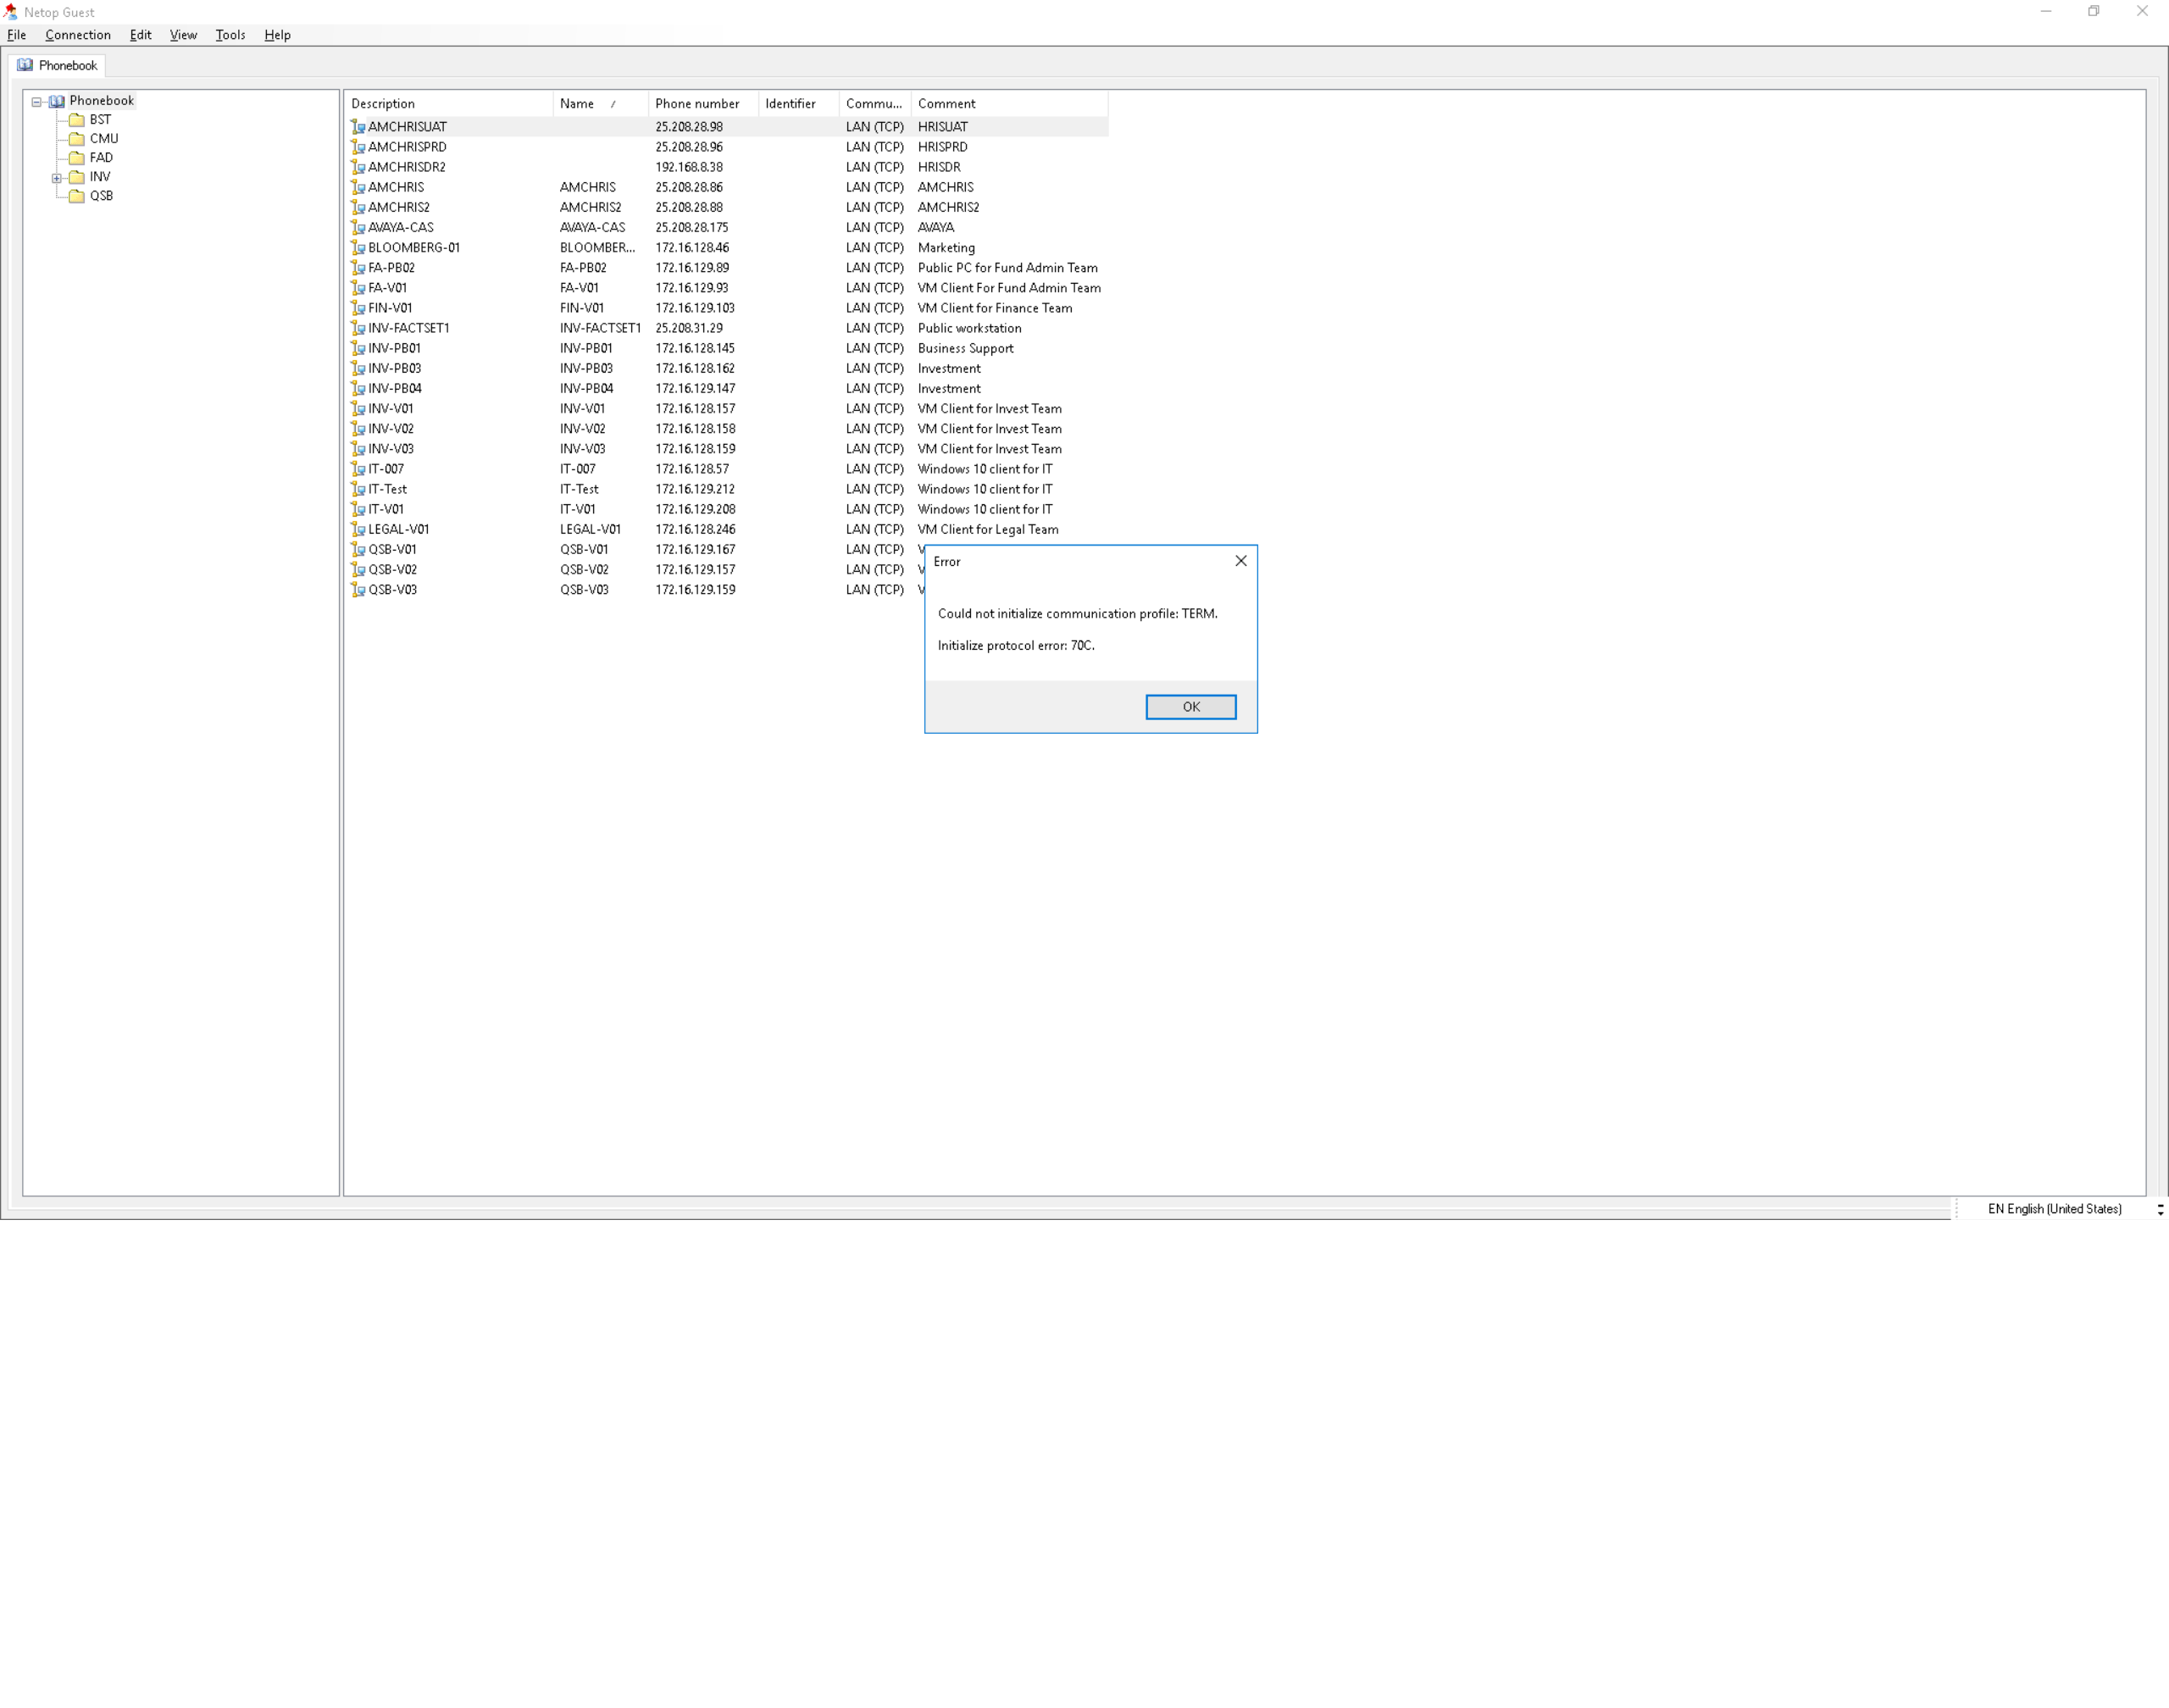 Netop Guest
File Connection Edit View Tools Help
Phonebook
Phonebook
BST
CMU
FAD
INV
QSB
Description Name / Phone number Identifier Commu... Comment
AMCHRISUAT 25.208.28.98 LAN (TCP) HRISUAT
AMCHRISPRD 25.208.28.96 LAN (TCP) HRISPRD
AMCHRISDR2 192.168.8.38 LAN (TCP) HRISDR
AMCHRIS AMCHRIS 25.208.28.86 LAN (TCP) AMCHRIS
AMCHRIS2 AMCHRIS2 25.208.28.88 LAN (TCP) AMCHRIS2
AVAYA-CAS AVAYA-CAS 25.208.28.175 LAN (TCP) AVAYA
BLOOMBERG-01 BLOOMBER... 172.16.128.46 LAN (TCP) Marketing
FA-PB02 FA-PB02 172.16.129.89 LAN (TCP) Public PC for Fund Admin Team
FA-V01 FA-V01 172.16.129.93 LAN (TCP) VM Client For Fund Admin Team
FIN-V01 FIN-V01 172.16.129.103 LAN (TCP) VM Client for Finance Team
INV-FACTSET1 INV-FACTSET1 25.208.31.29 LAN (TCP) Public workstation
INV-PB01 INV-PB01 172.16.128.145 LAN (TCP) Business Support
INV-PB03 INV-PB03 172.16.128.162 LAN (TCP) Investment
INV-PB04 INV-PB04 172.16.129.147 LAN (TCP) Investment
INV-V01 INV-V01 172.16.128.157 LAN (TCP) VM Client for Invest Team
INV-V02 INV-V02 172.16.128.158 LAN (TCP) VM Client for Invest Team
INV-V03 INV-V03 172.16.128.159 LAN (TCP) VM Client for Invest Team
IT-007 IT-007 172.16.128.57 LAN (TCP) Windows 10 client for IT
IT-Test IT-Test 172.16.129.212 LAN (TCP) Windows 10 client for IT
IT-V01 IT-V01 172.16.129.208 LAN (TCP) Windows 10 client for IT
LEGAL-V01 LEGAL-V01 172.16.128.246 LAN (TCP) VM Client for Legal Team
QSB-V01 QSB-V01 172.16.129.167 LAN (TCP)
QSB-V02 QSB-V02 172.16.129.157 LAN (TCP)
QSB-V03 QSB-V03 172.16.129.159 LAN (TCP)
Error
Could not initialize communication profile: TERM.
Initialize protocol error: 70C.
OK
EN English (United States)